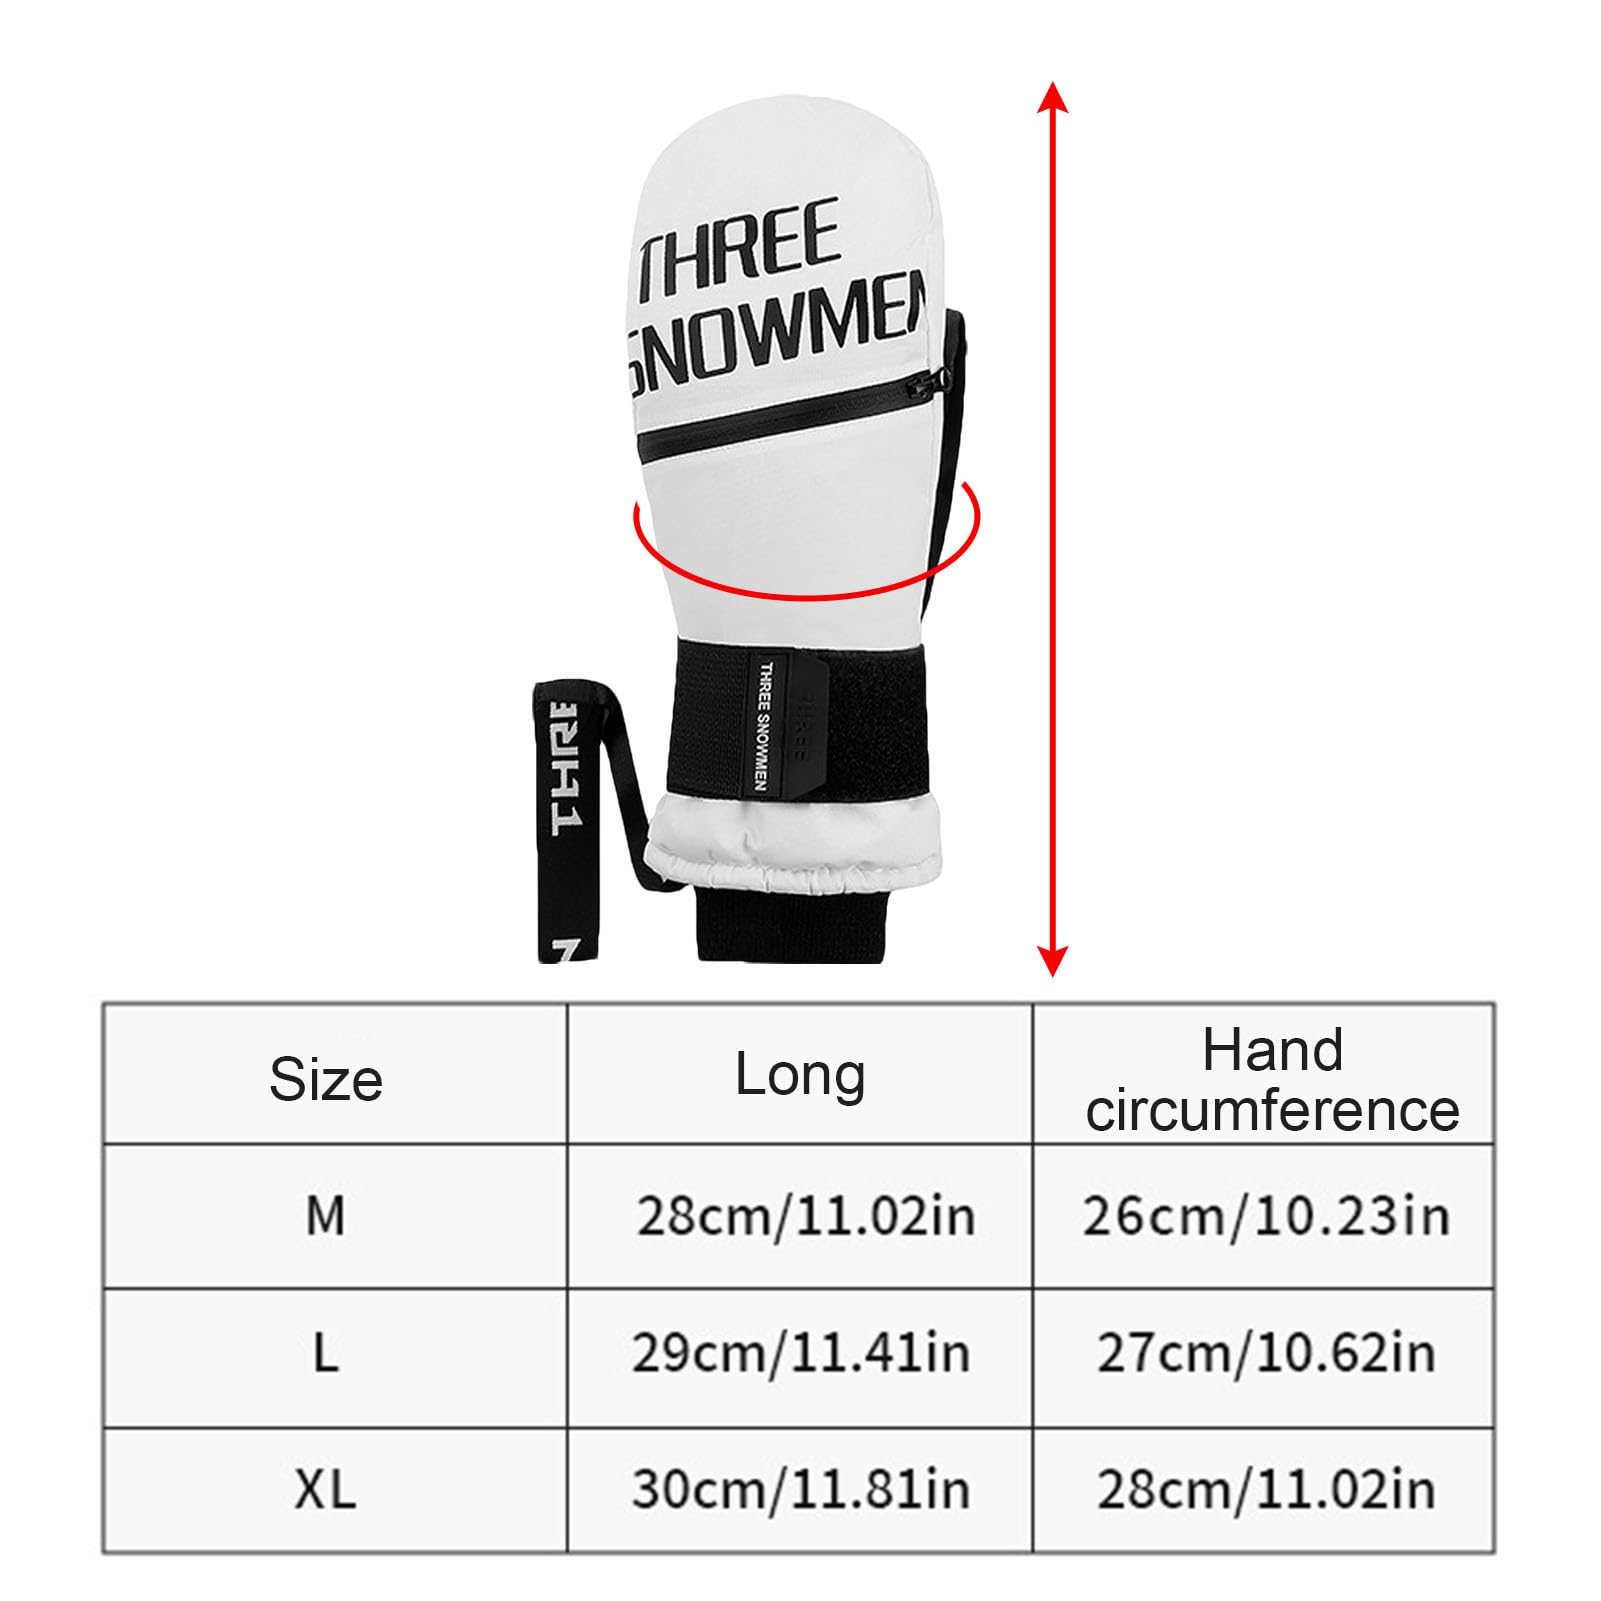 THREE
SNOWMEN
THREE SNOWMEN
THREE
THRE
N
Size
Long
Hand
circumference
M
28cm/11.02in
26cm/10.23in
L
29cm/11.41in
27cm/10.62in
XL
30cm/11.81in
28cm/11.02in